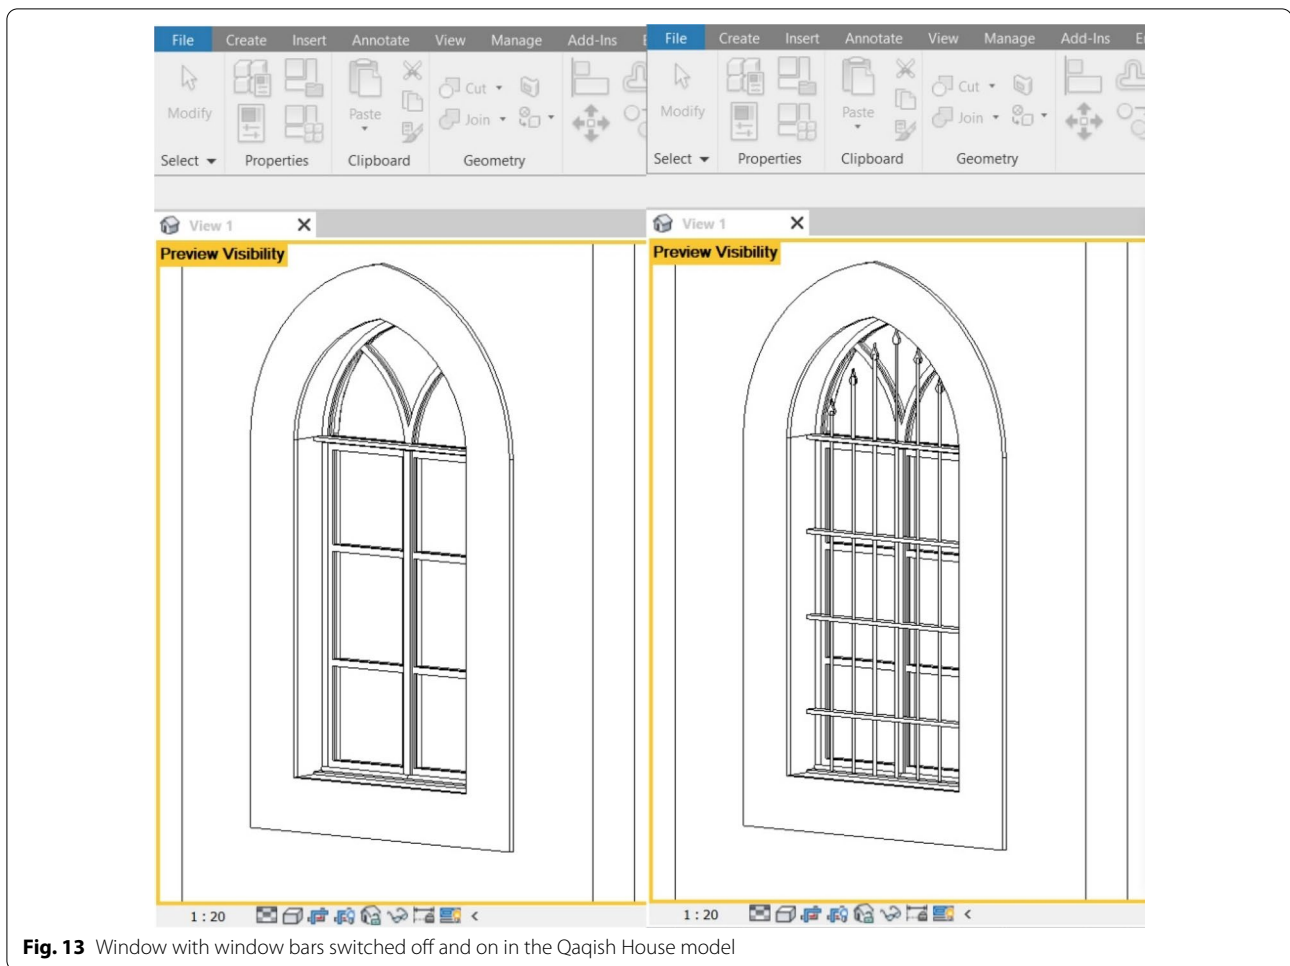 File Create Insert Annotate View Manage Add-Ins
Modify Cut
Paste Join
Select Properties Clipboard Geometry
View 1
Preview Visibility
1 : 20
File Create Insert Annotate View Manage Add-Ins
Modify Cut
Paste Join
Select Properties Clipboard Geometry
View 1
Preview Visibility
1 : 20
Fig. 13 Window with window bars switched off and on in the Qaqish House model